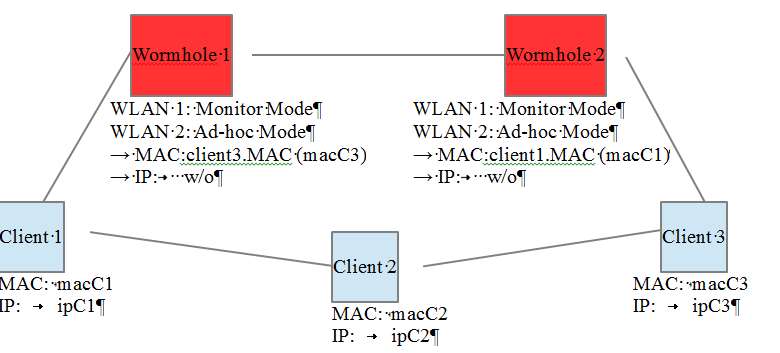 Wormhole·1
Wormhole·2
WLAN·1:·Monitor·Mode¶
WLAN·2:·Ad-hoc·Mode¶
→·MAC:client3.MAC·(macC3)
→·IP:→···w/o¶
WLAN·1:·Monitor·Mode¶
WLAN·2:·Ad-hoc·Mode¶
→·MAC:client1.MAC·(macC1)
→·IP:→···w/o¶
Client·1
MAC:·macC1
IP: → ipC1¶
Client·2
MAC:·macC2
IP: → ipC2¶
Client·3
MAC:·macC3
IP: → ipC3¶